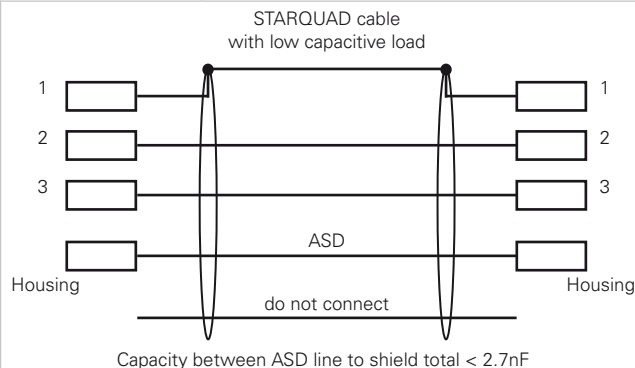 STARQUAD cable
with low capacitive load
1 1
2 2
3 3
ASD
Housing Housing
do not connect
Capacity between ASD line to shield total < 2.7nF